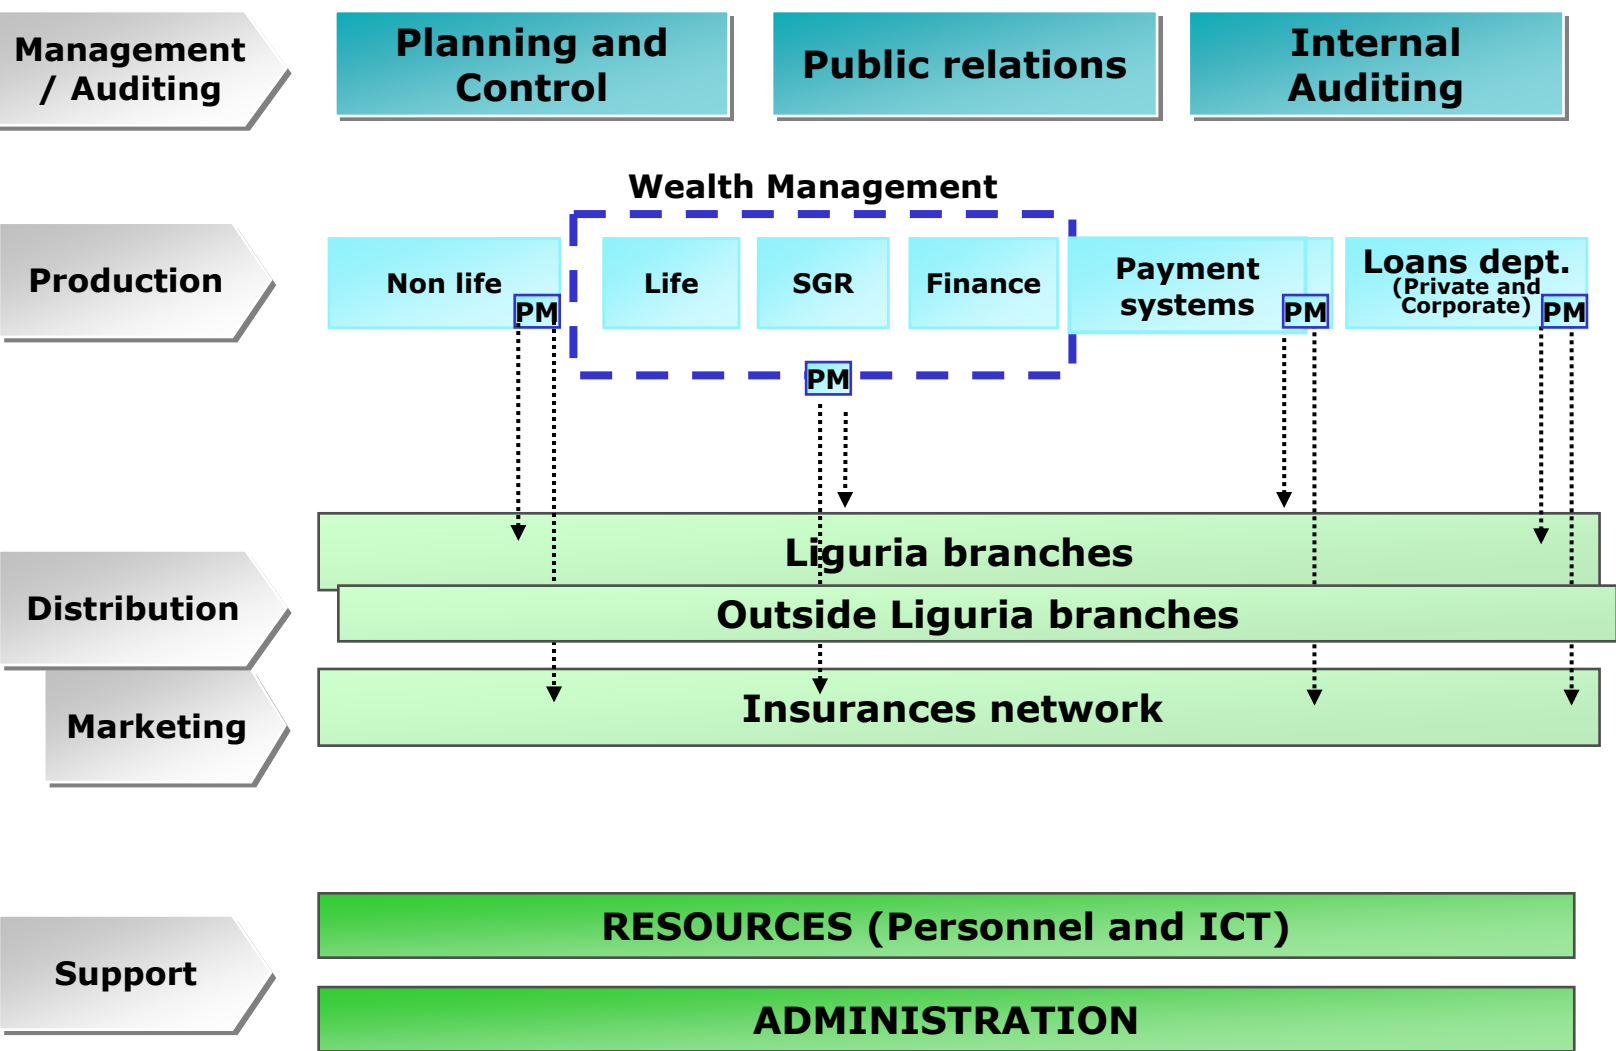 Management
/ Auditing
Planning and
Control
Public relations
Internal
Auditing
Wealth Management
Production
Non life
PM
Life
SGR
Finance
PM
Payment
systems
PM
Loans dept.
(Private and
Corporate)
PM
Distribution
Liguria branches
Outside Liguria branches
Marketing
Insurances network
Support
RESOURCES (Personnel and ICT)
ADMINISTRATION